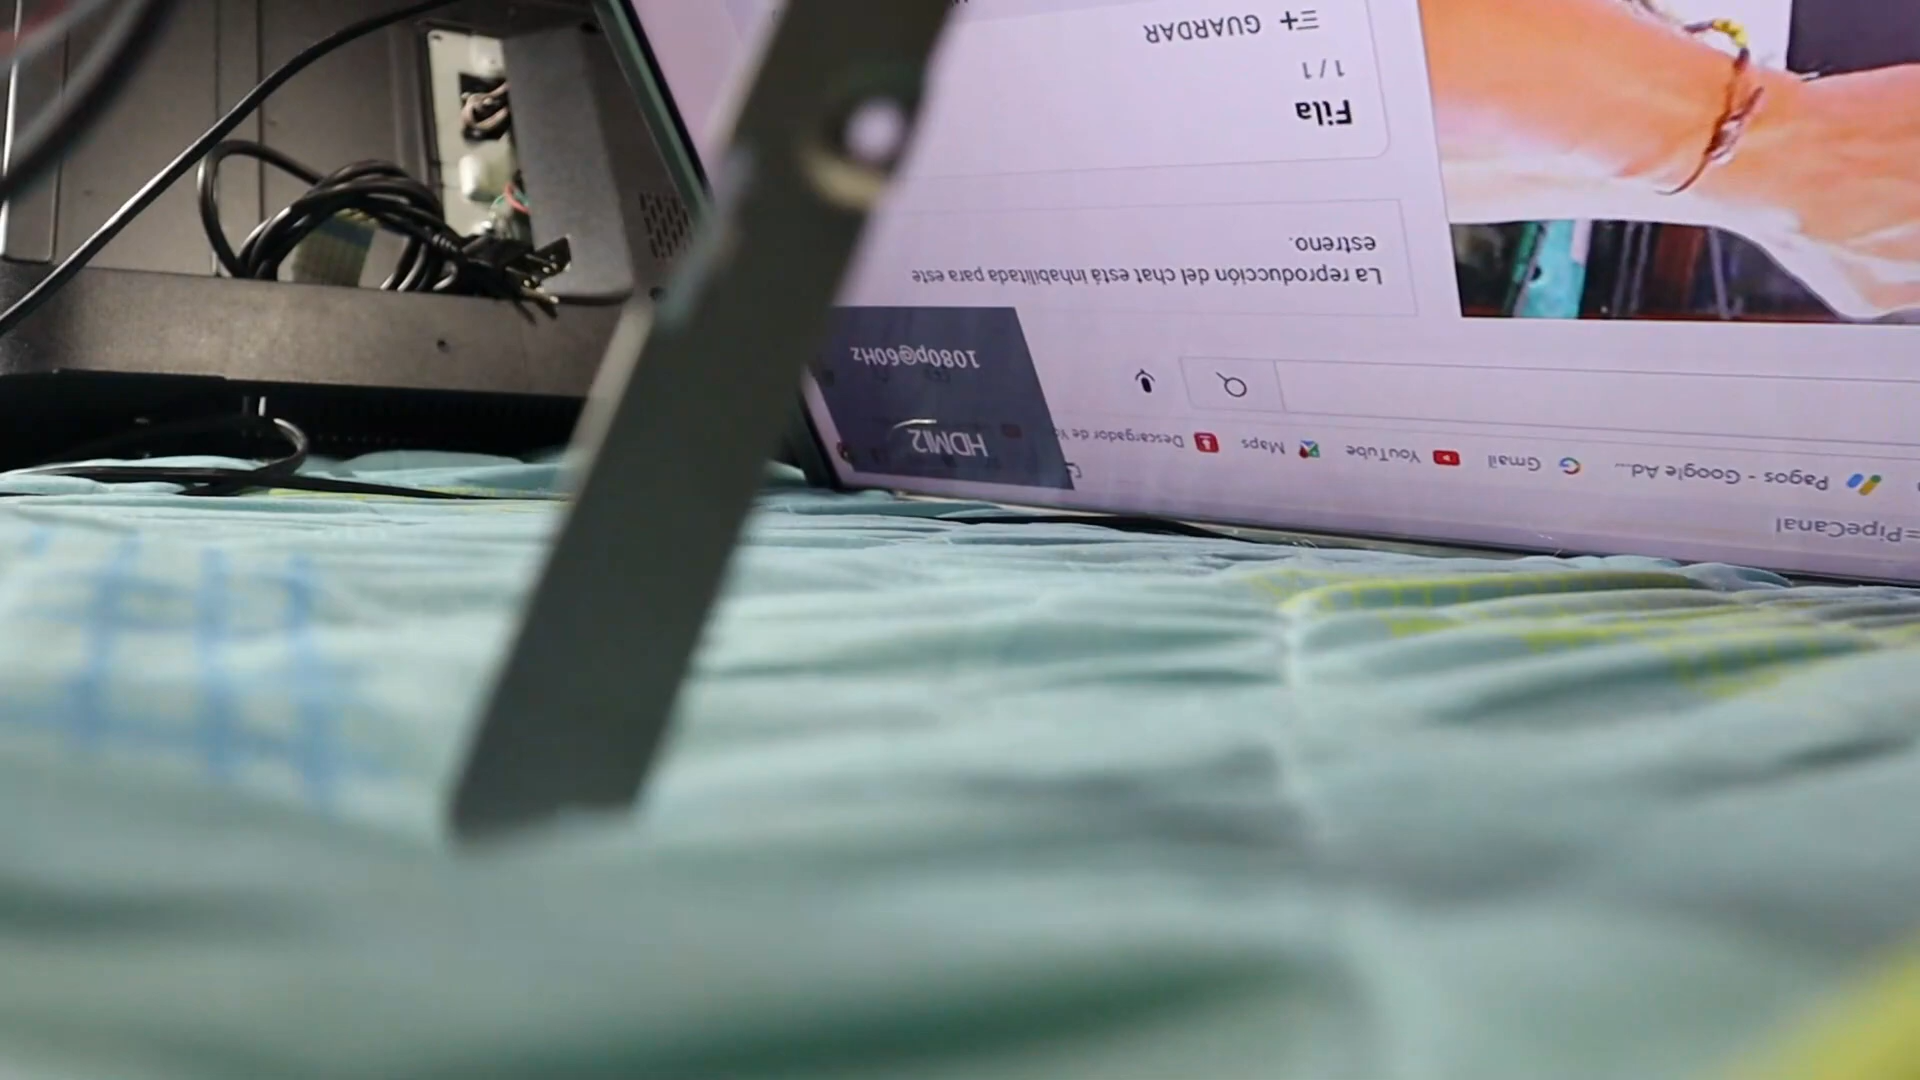 =PipeCanal
Pagos - Google Ad... Gmail YouTube Maps Descargador de
HDMI2
1080p@60Hz
La reproducción del chat está inhabilitada para este
estreno.
Fila
1 / 1
GUARDAR